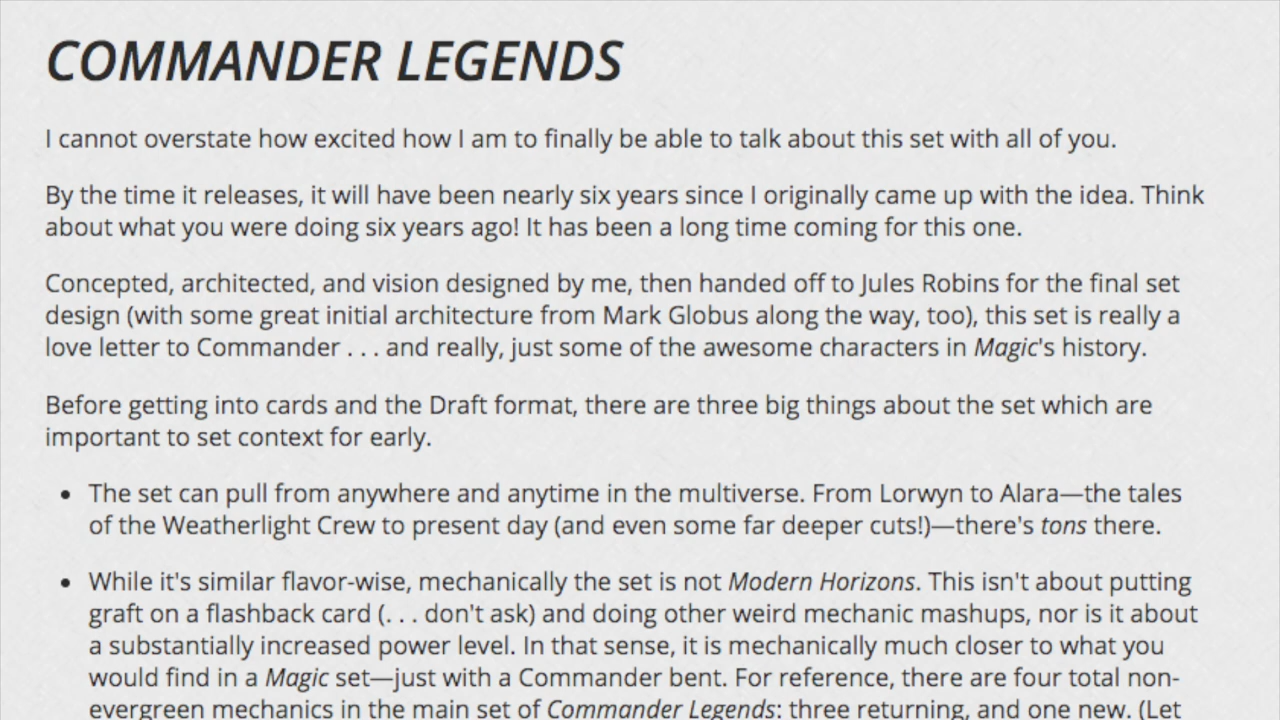 COMMANDER LEGENDS
I cannot overstate how excited how I am to finally be able to talk about this set with all of you.
By the time it releases, it will have been nearly six years since I originally came up with the idea. Think
about what you were doing six years ago! It has been a long time coming for this one.
Concepted, architected, and vision designed by me, then handed off to Jules Robins for the final set
design (with some great initial architecture from Mark Globus along the way, too), this set is really a
love letter to Commander . . . and really, just some of the awesome characters in Magic's history.
Before getting into cards and the Draft format, there are three big things about the set which are
important to set context for early.
• The set can pull from anywhere and anytime in the multiverse. From Lorwyn to Alara—the tales
of the Weatherlight Crew to present day (and even some far deeper cuts!)—there's tons there.
• While it's similar flavor-wise, mechanically the set is not Modern Horizons. This isn't about putting
graft on a flashback card (. . . don't ask) and doing other weird mechanic mashups, nor is it about
a substantially increased power level. In that sense, it is mechanically much closer to what you
would find in a Magic set—just with a Commander bent. For reference, there are four total non-
evergreen mechanics in the main set of Commander Legends: three returning, and one new. (Let